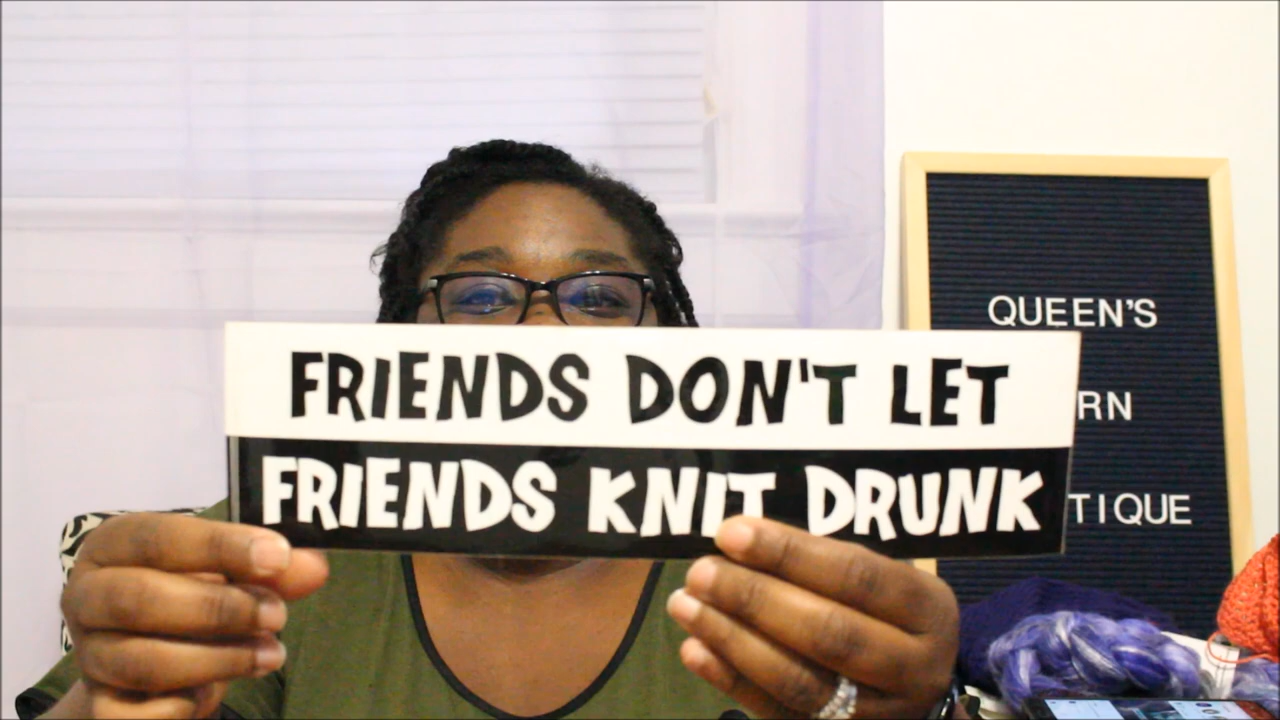 FRIENDS DON'T LET
FRIENDS KNIT DRUNK
QUEEN'S
RN
TIQUE